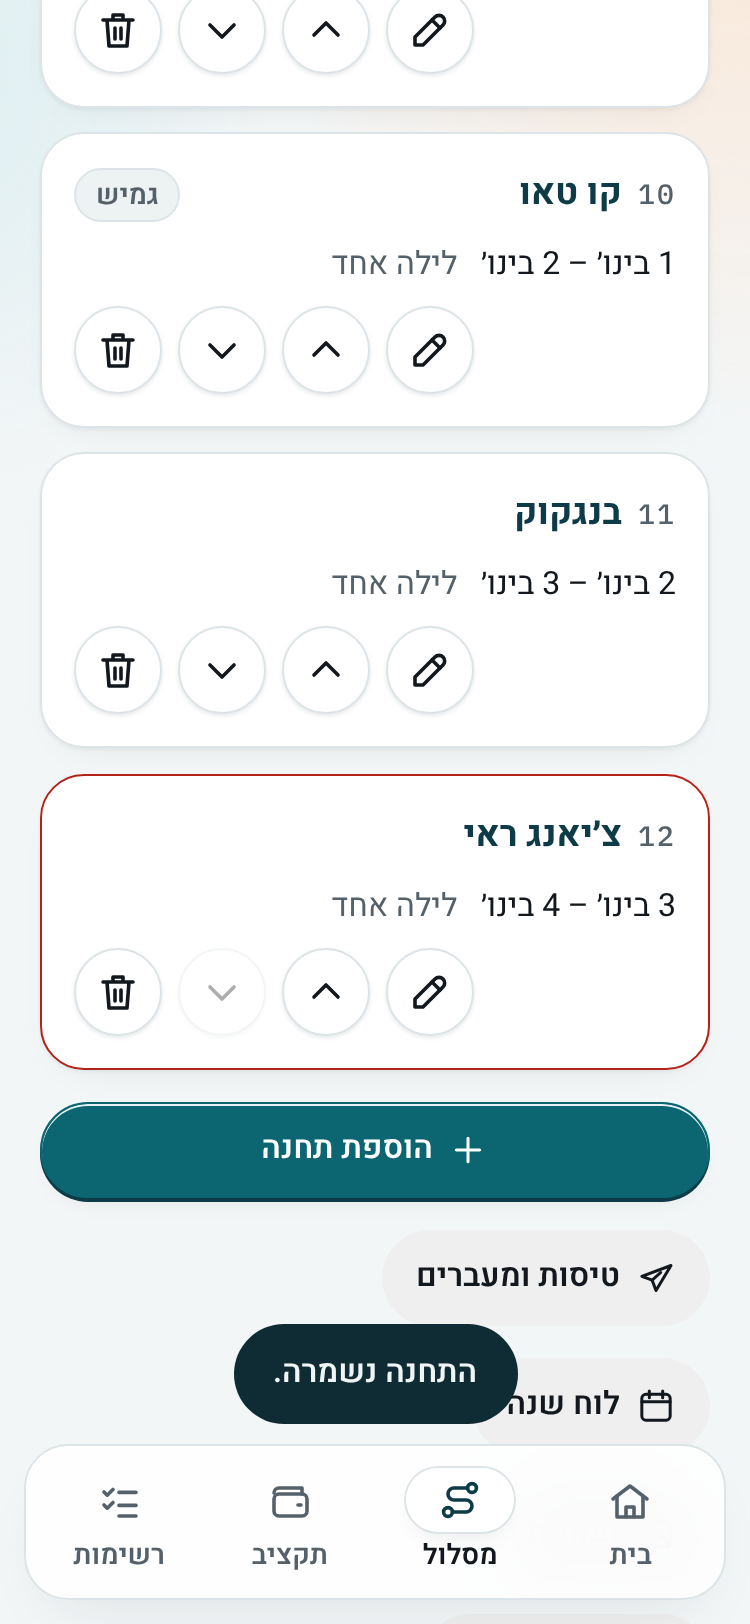 10 קו טאו
גמיש
1 בינו׳ – 2 בינו׳ לילה אחד
11 בנגקוק
2 בינו׳ – 3 בינו׳ לילה אחד
12 צ׳יאנג ראי
3 בינו׳ – 4 בינו׳ לילה אחד
הוספת תחנה
טיסות ומעברים
התחנה נשמרה.
לוח שנה
בית
מסלול
תקציב
רשימות